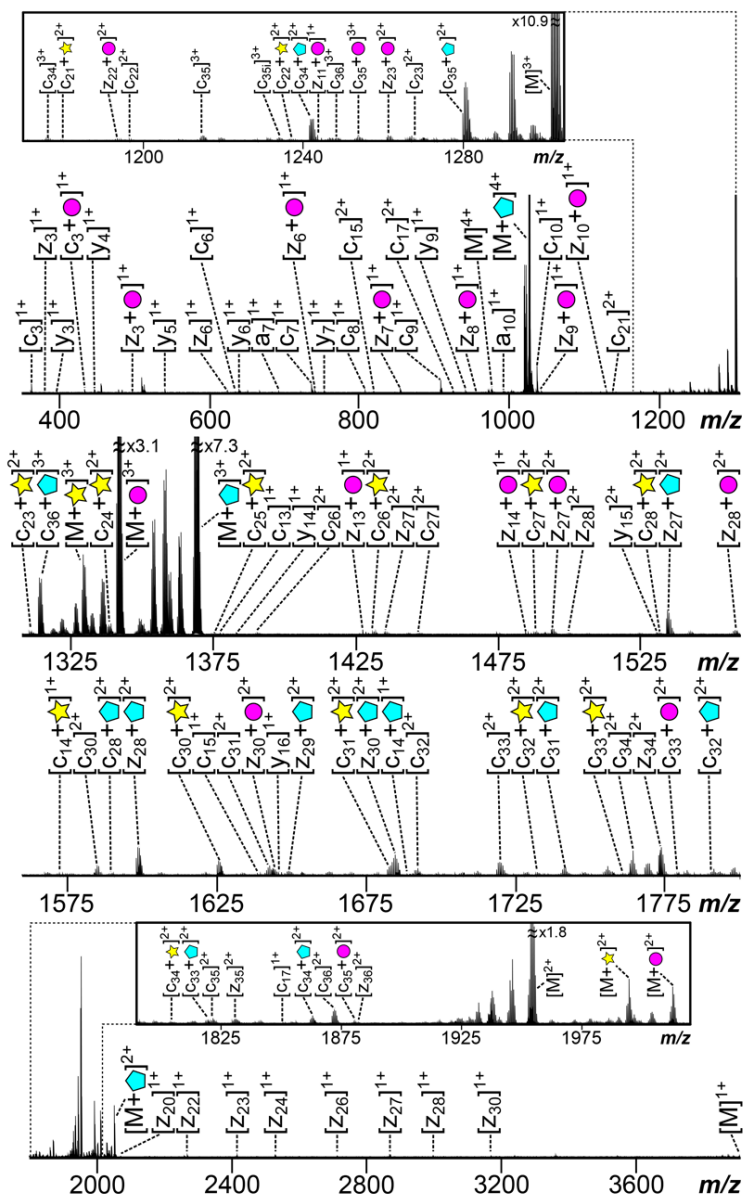 x10.9
[c34]3+
[c21+★]2+
[z22+●]2+
[c22]2+
[c35]3+
[c35i]3+
[c22+★]2+
[c34+⬟]2+
[z11+●]1+
[c36]3+
[c35+●]3+
[z23+●]2+
[c23]2+
[c35+⬟]2+
[M]3+
1200 1240 1280 m/z
[c3]1+
[z3]1+
[y3]1+
[c3+●]1+
[y4]1+
[z3+●]1+
[y5]1+
[c6]1+
[z6]1+
[y6]1+
[a7]1+
[c7]1+
[z6+●]1+
[y7]1+
[c8]1+
[c15]2+
[z7+●]1+
[c9]1+
[c17]2+
[y9]1+
[z8+●]1+
[M]4+
[a10]1+
[M+⬟]4+
[c10]1+
[z9+●]1+
[z10+●]1+
[c21]2+
400 600 800 1000 1200 m/z
x3.1
x7.3
[c23+★]2+
[c36+⬟]3+
[M+★]3+
[c24+★]2+
[M+●]3+
[M+⬟]3+
[c25+★]2+
[c13]1+
[y14]1+
[c26]2+
[z13+●]1+
[c26+★]2+
[z27]2+
[c27]2+
[z14+●]1+
[c27+★]2+
[z27+●]2+
[z28]2+
[y15]2+
[c28+★]2+
[z27+⬟]2+
[z28+●]2+
1325 1375 1425 1475 1525 m/z
[c14+★]1+
[c30]2+
[c28+⬟]2+
[z28+⬟]2+
[c30+★]2+
[c15]1+
[c31]2+
[z30+●]2+
[y16]1+
[z29+⬟]2+
[c31+★]2+
[z30+⬟]2+
[c14+⬟]1+
[c32]2+
[c33]2+
[c32+★]2+
[c31+⬟]2+
[c33+★]2+
[c34]2+
[z34]2+
[c33+●]2+
[c32+⬟]2+
1575 1625 1675 1725 1775 m/z
x1.8
[c34+★]2+
[c33+⬟]2+
[c35]2+
[z35]2+
[c17]1+
[c34+⬟]2+
[c36]2+
[c35+●]2+
[z36]2+
[M]2+
[M+★]2+
[M+●]2+
1825 1875 1925 1975 m/z
[M+⬟]2+
[z20]1+
[z22]1+
[z23]1+
[z24]1+
[z26]1+
[z27]1+
[z28]1+
[z30]1+
[M]1+
2000 2400 2800 3200 3600 m/z